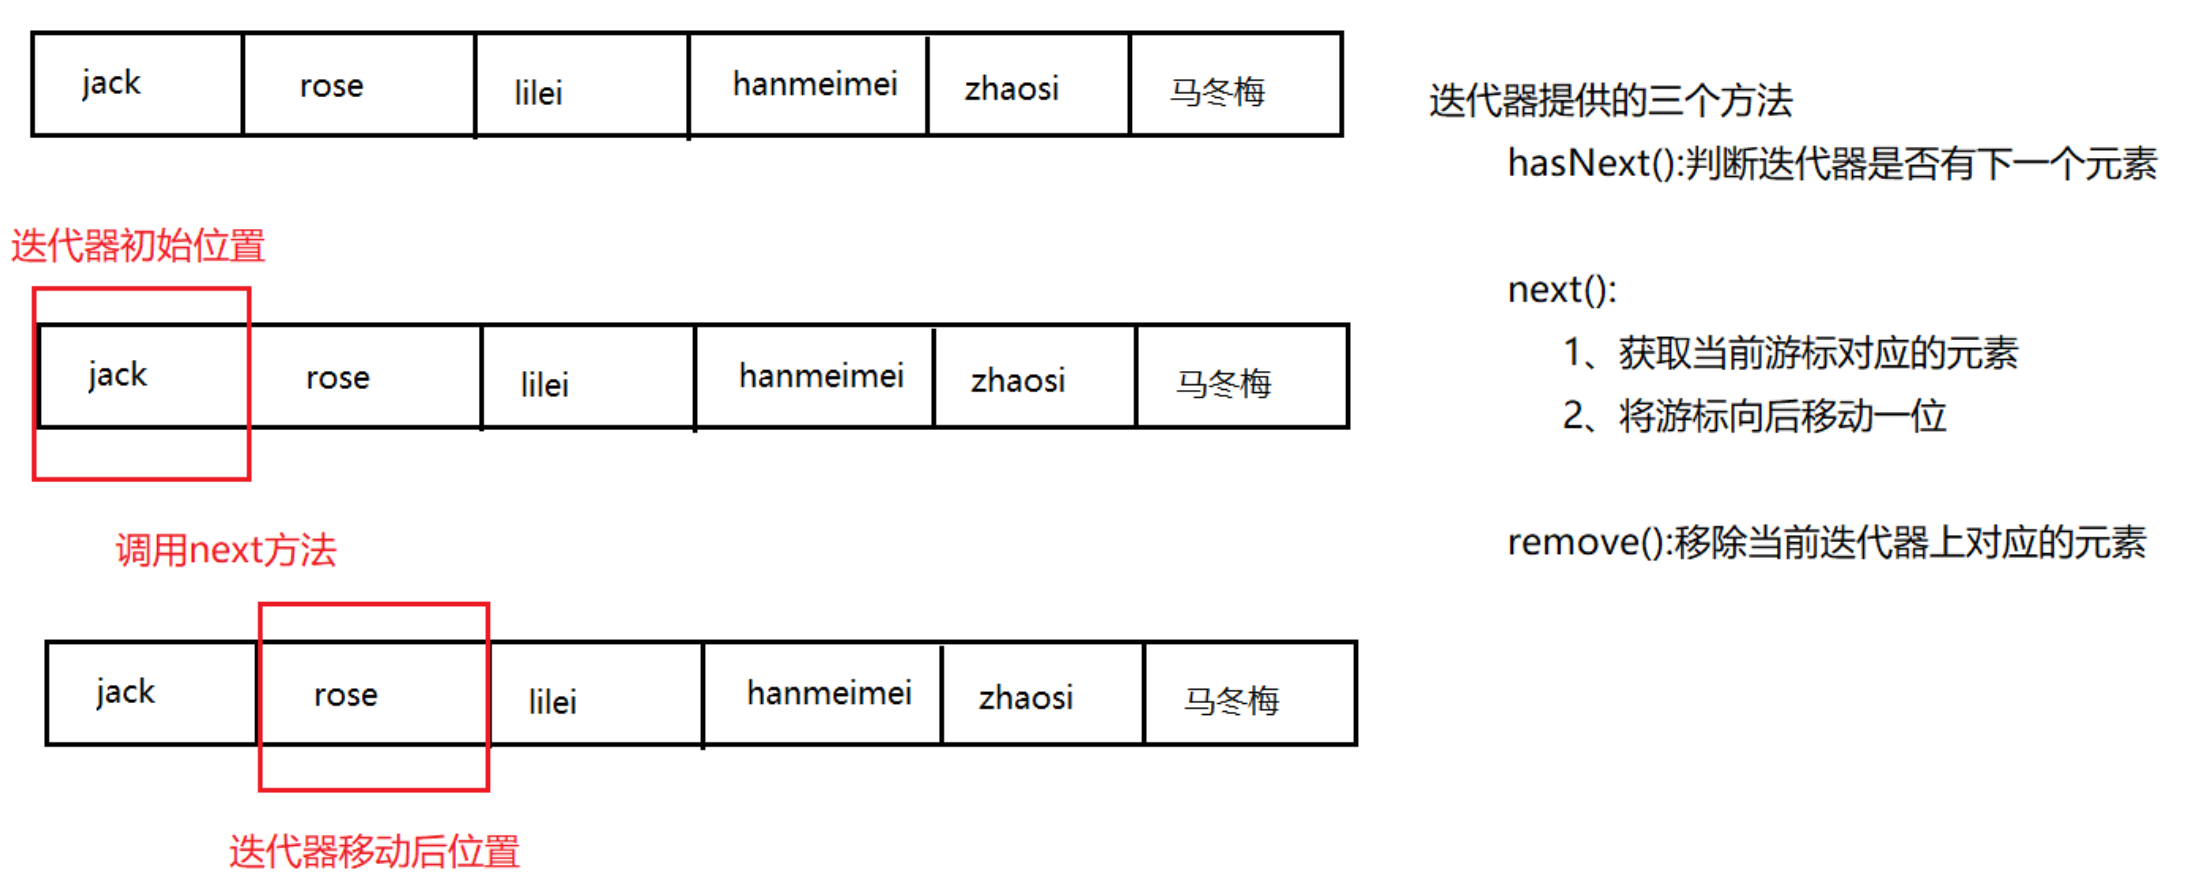 jack rose lilei hanmeimei zhaosi 马冬梅
迭代器初始位置
jack rose lilei hanmeimei zhaosi 马冬梅
调用next方法
jack rose lilei hanmeimei zhaosi 马冬梅
迭代器移动后位置
迭代器提供的三个方法
hasNext():判断迭代器是否有下一个元素
next():
1、获取当前游标对应的元素
2、将游标向后移动一位
remove():移除当前迭代器上对应的元素